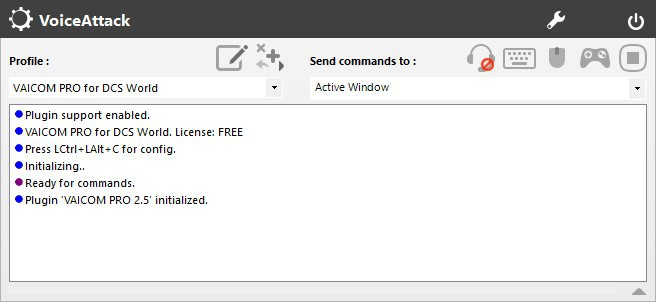 VoiceAttack
Profile :
Send commands to :
VAICOM PRO for DCS World
Active Window
Plugin support enabled.
VAICOM PRO for DCS World. License: FREE
Press LCtrl+LAlt+C for config.
Initializing..
Ready for commands.
Plugin 'VAICOM PRO 2.5' initialized.